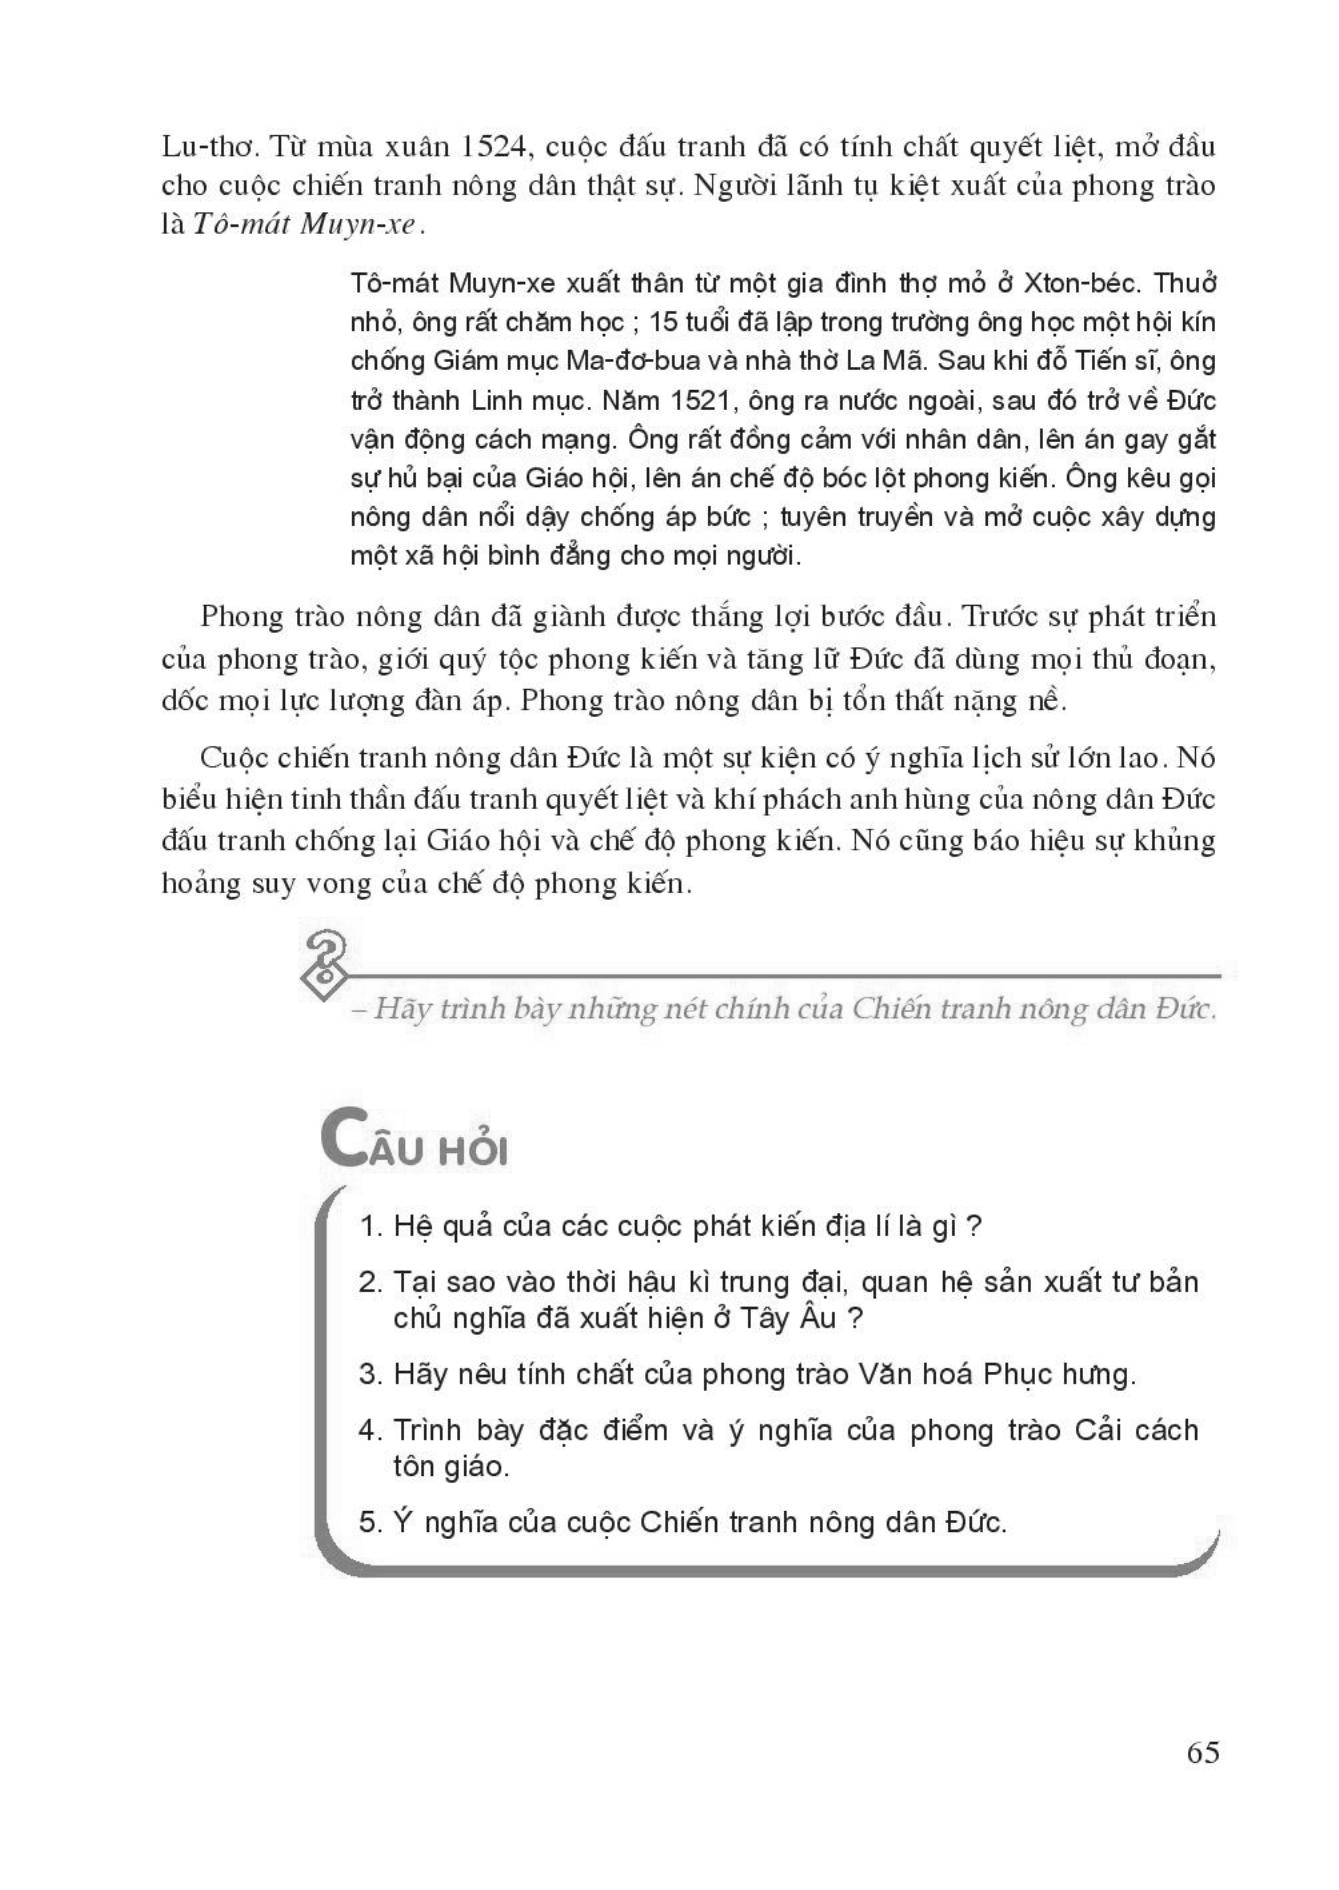 Lu-thơ. Từ mùa xuân 1524, cuộc đấu tranh đã có tính chất quyết liệt, mở đầu
cho cuộc chiến tranh nông dân thật sự. Người lãnh tụ kiệt xuất của phong trào
là Tô-mát Muyn-xe.
Tô-mát Muyn-xe xuất thân từ một gia đình thợ mỏ ở Xton-béc. Thuở
nhỏ, ông rất chăm học ; 15 tuổi đã lập trong trường ông học một hội kín
chống Giám mục Ma-đơ-bua và nhà thờ La Mã. Sau khi đỗ Tiến sĩ, ông
trở thành Linh mục. Năm 1521, ông ra nước ngoài, sau đó trở về Đức
vận động cách mạng. Ông rất đồng cảm với nhân dân, lên án gay gắt
sự hủ bại của Giáo hội, lên án chế độ bóc lột phong kiến. Ông kêu gọi
nông dân nổi dậy chống áp bức ; tuyên truyền và mở cuộc xây dựng
một xã hội bình đẳng cho mọi người.
Phong trào nông dân đã giành được thắng lợi bước đầu. Trước sự phát triển
của phong trào, giới quý tộc phong kiến và tăng lữ Đức đã dùng mọi thủ đoạn,
dốc mọi lực lượng đàn áp. Phong trào nông dân bị tổn thất nặng nề.
Cuộc chiến tranh nông dân Đức là một sự kiện có ý nghĩa lịch sử lớn lao. Nó
biểu hiện tinh thần đấu tranh quyết liệt và khí phách anh hùng của nông dân Đức
đấu tranh chống lại Giáo hội và chế độ phong kiến. Nó cũng báo hiệu sự khủng
hoảng suy vong của chế độ phong kiến.
?
– Hãy trình bày những nét chính của Chiến tranh nông dân Đức.
CÂU HỎI
1. Hệ quả của các cuộc phát kiến địa lí là gì ?
2. Tại sao vào thời hậu kì trung đại, quan hệ sản xuất tư bản
chủ nghĩa đã xuất hiện ở Tây Âu ?
3. Hãy nêu tính chất của phong trào Văn hoá Phục hưng.
4. Trình bày đặc điểm và ý nghĩa của phong trào Cải cách
tôn giáo.
5. Ý nghĩa của cuộc Chiến tranh nông dân Đức.
65